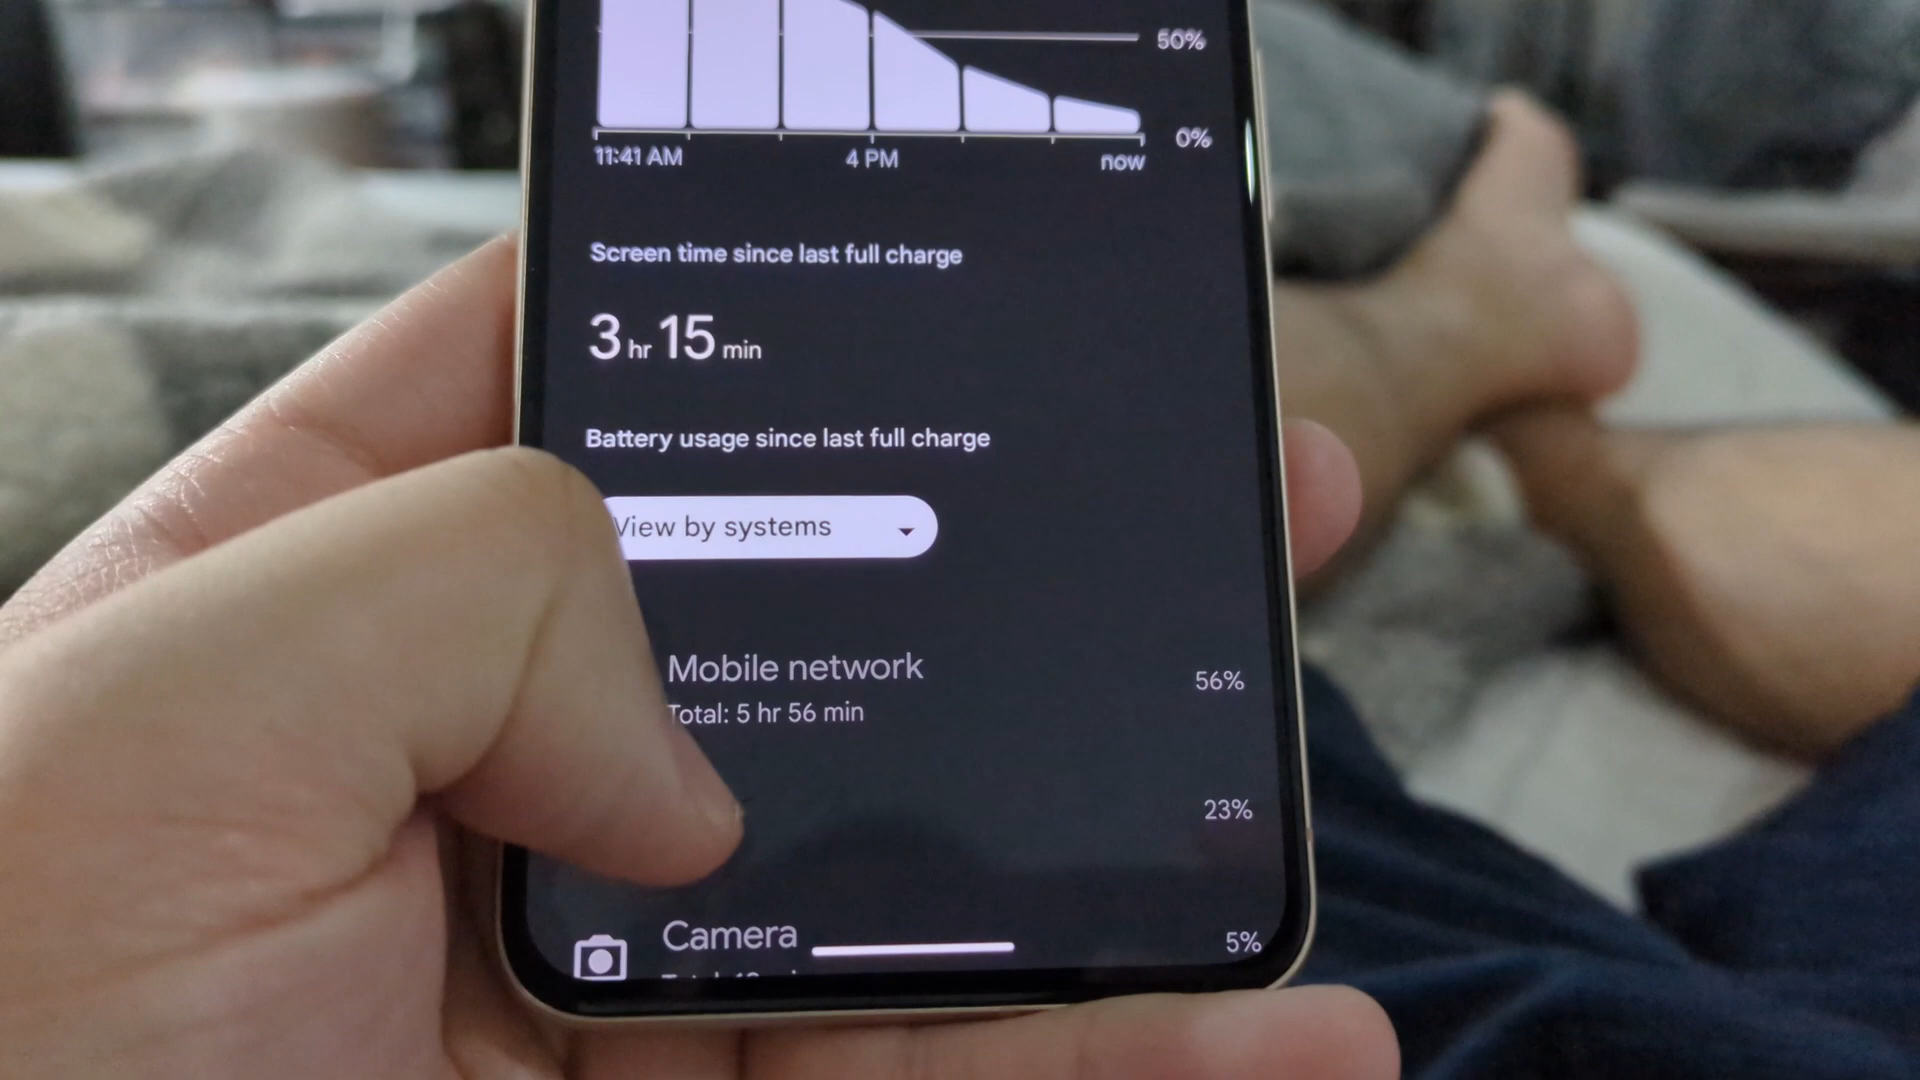 50%
0%
11:41 AM 4 PM now
Screen time since last full charge
3 hr 15 min
Battery usage since last full charge
View by systems
Mobile network
56%
Total: 5 hr 56 min
23%
Camera
5%